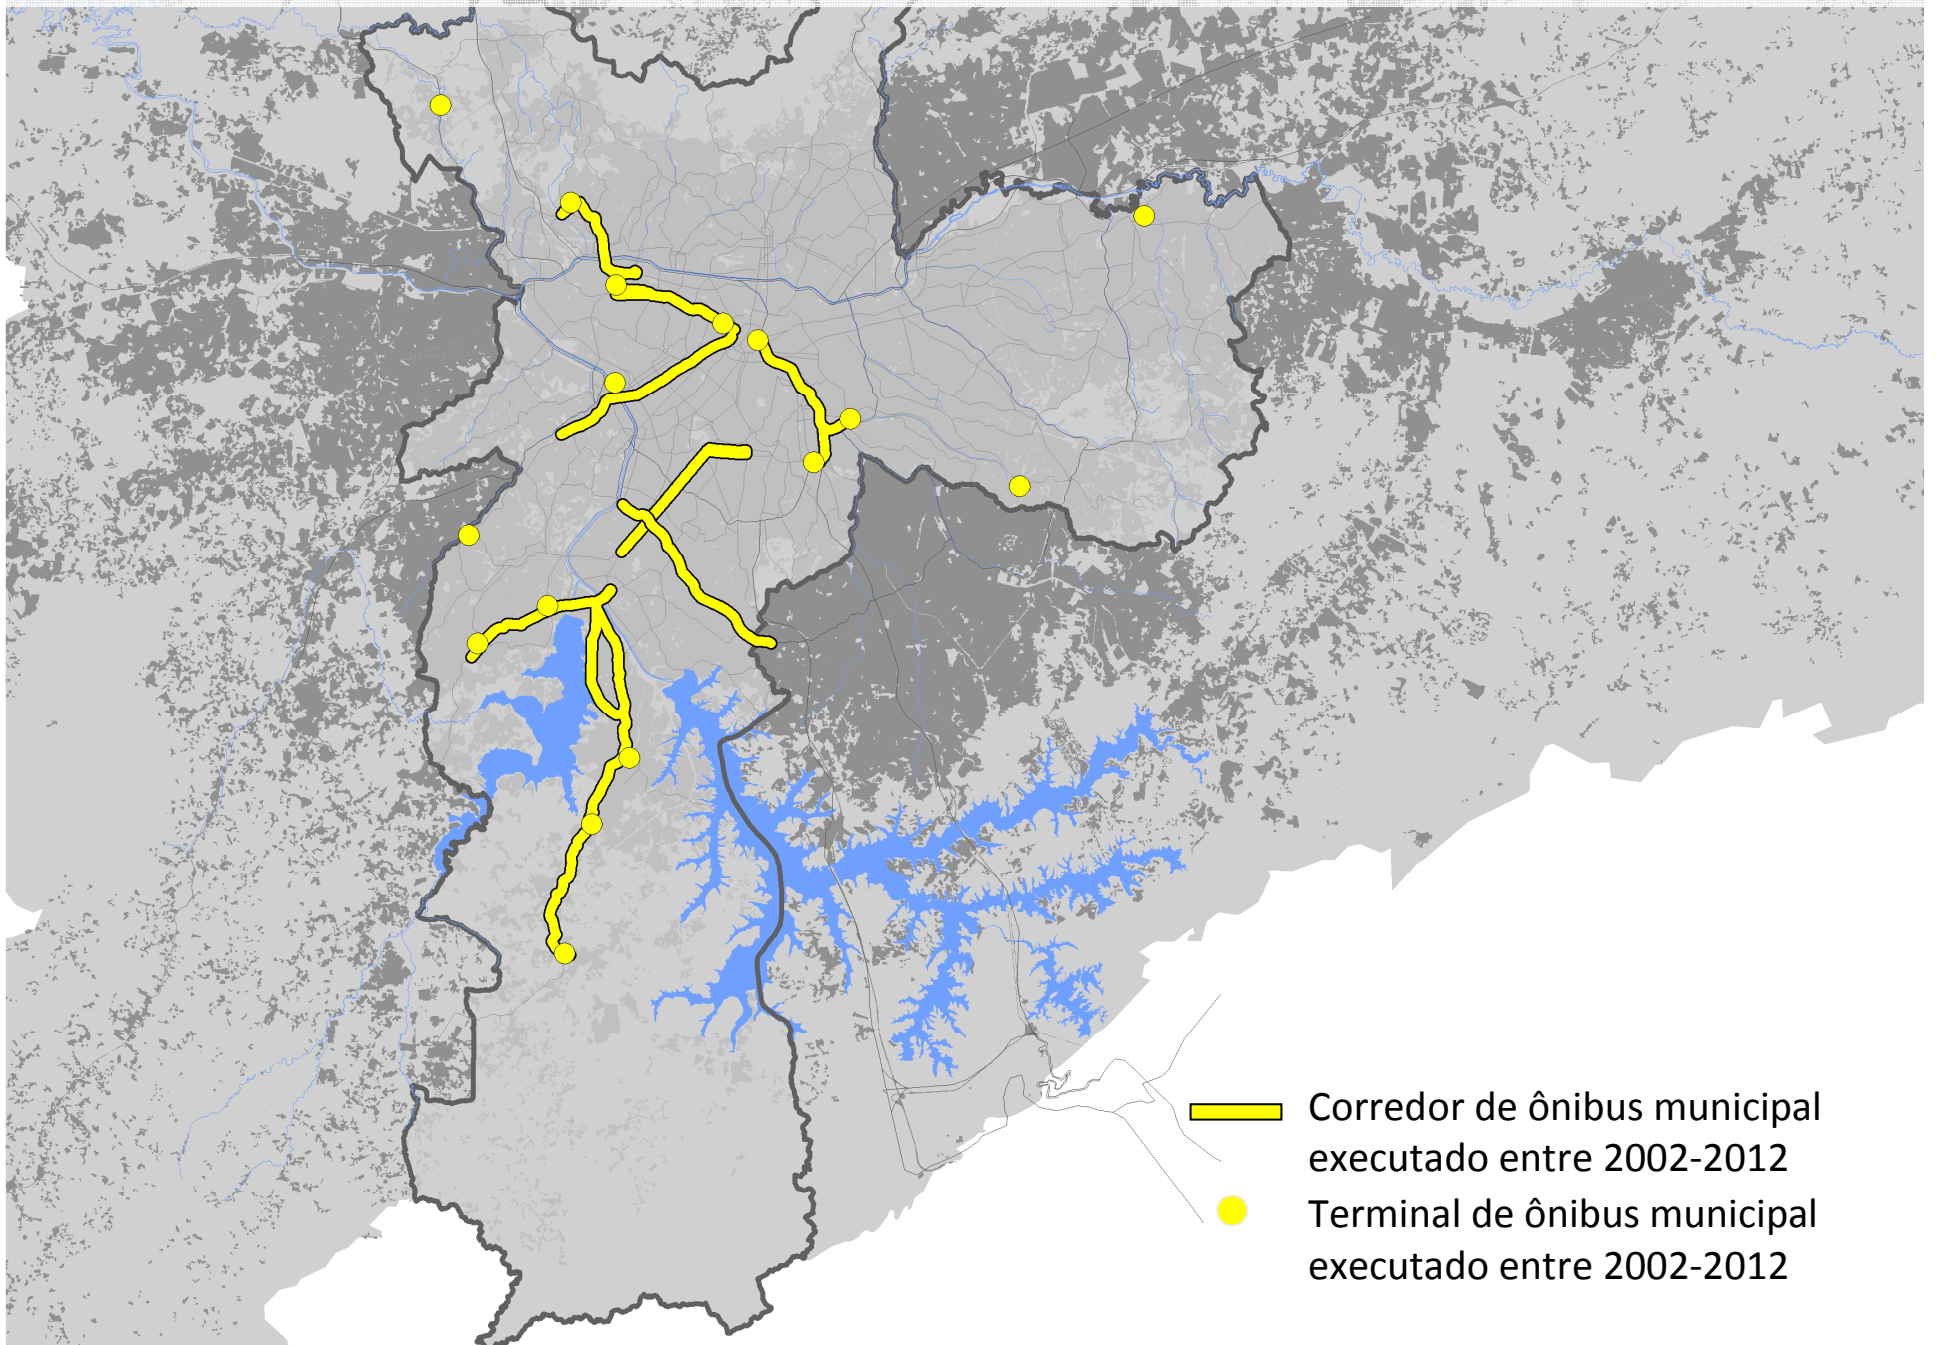 Corredor de ônibus municipal
executado entre 2002-2012
Terminal de ônibus municipal
executado entre 2002-2012